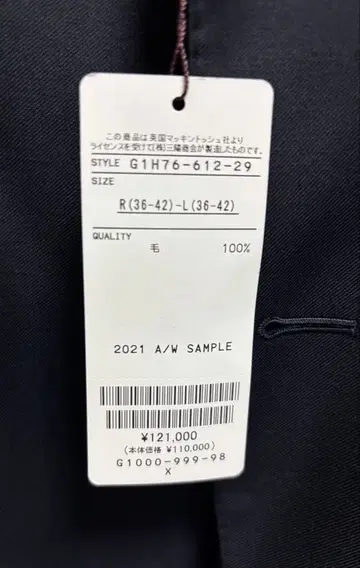 この商品は英国マッキントッシュ社より
ライセンスを受けて(株)三陽商会が製造したものです。
STYLE G1H76-612-29
SIZE
R(36-42)-L(36-42)
QUALITY
毛 100%
2021 A/W SAMPLE
¥121,000
(本体価格 ¥110,000)
G1000-999-98
X